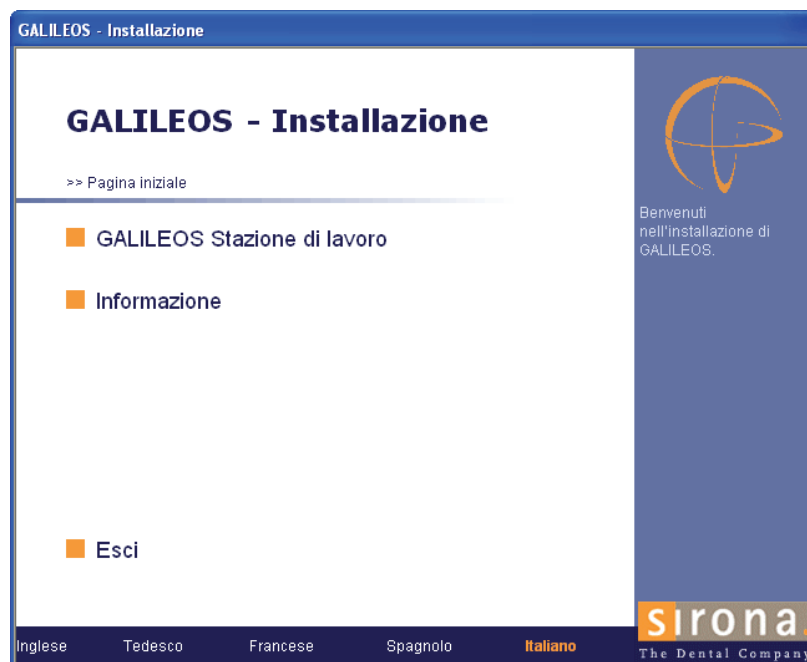 GALILEOS - Installazione
GALILEOS - Installazione
>> Pagina iniziale
Benvenuti
nell'installazione di
GALILEOS.
GALILEOS Stazione di lavoro
Informazione
Esci
Inglese Tedesco Francese Spagnolo Italiano
sirona.
The Dental Company